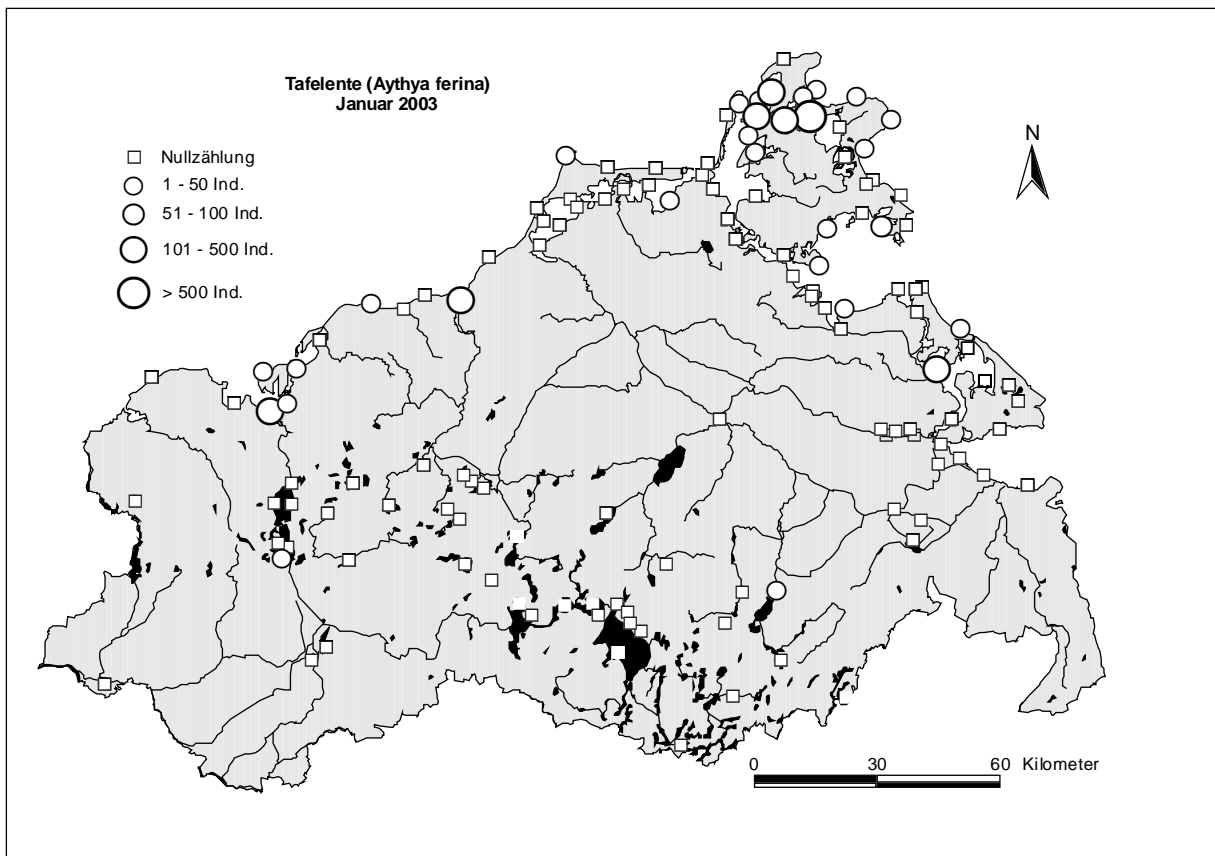 Tafelente (Aythya ferina)
Januar 2003
Nullzählung
1 - 50 Ind.
51 - 100 Ind.
101 - 500 Ind.
> 500 Ind.
N
0 30 60 Kilometer